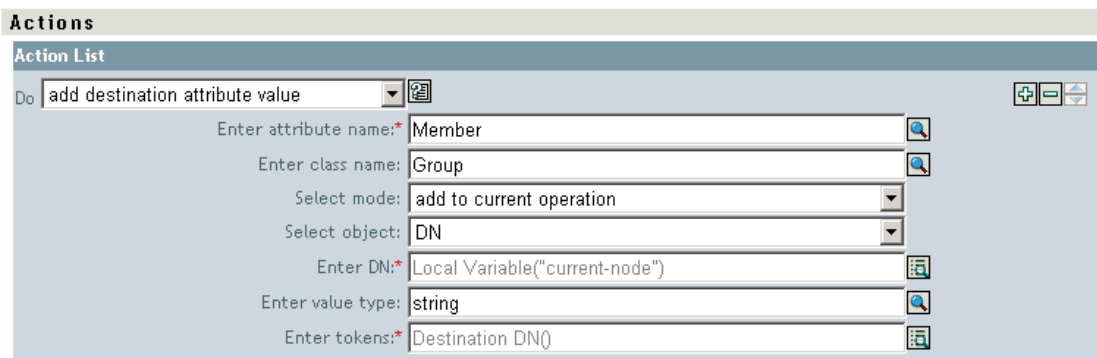 Actions
Action List
Do add destination attribute value
Enter attribute name:* Member
Enter class name: Group
Select mode: add to current operation
Select object: DN
Enter DN:* Local Variable("current-node")
Enter value type: string
Enter tokens:* Destination DN()